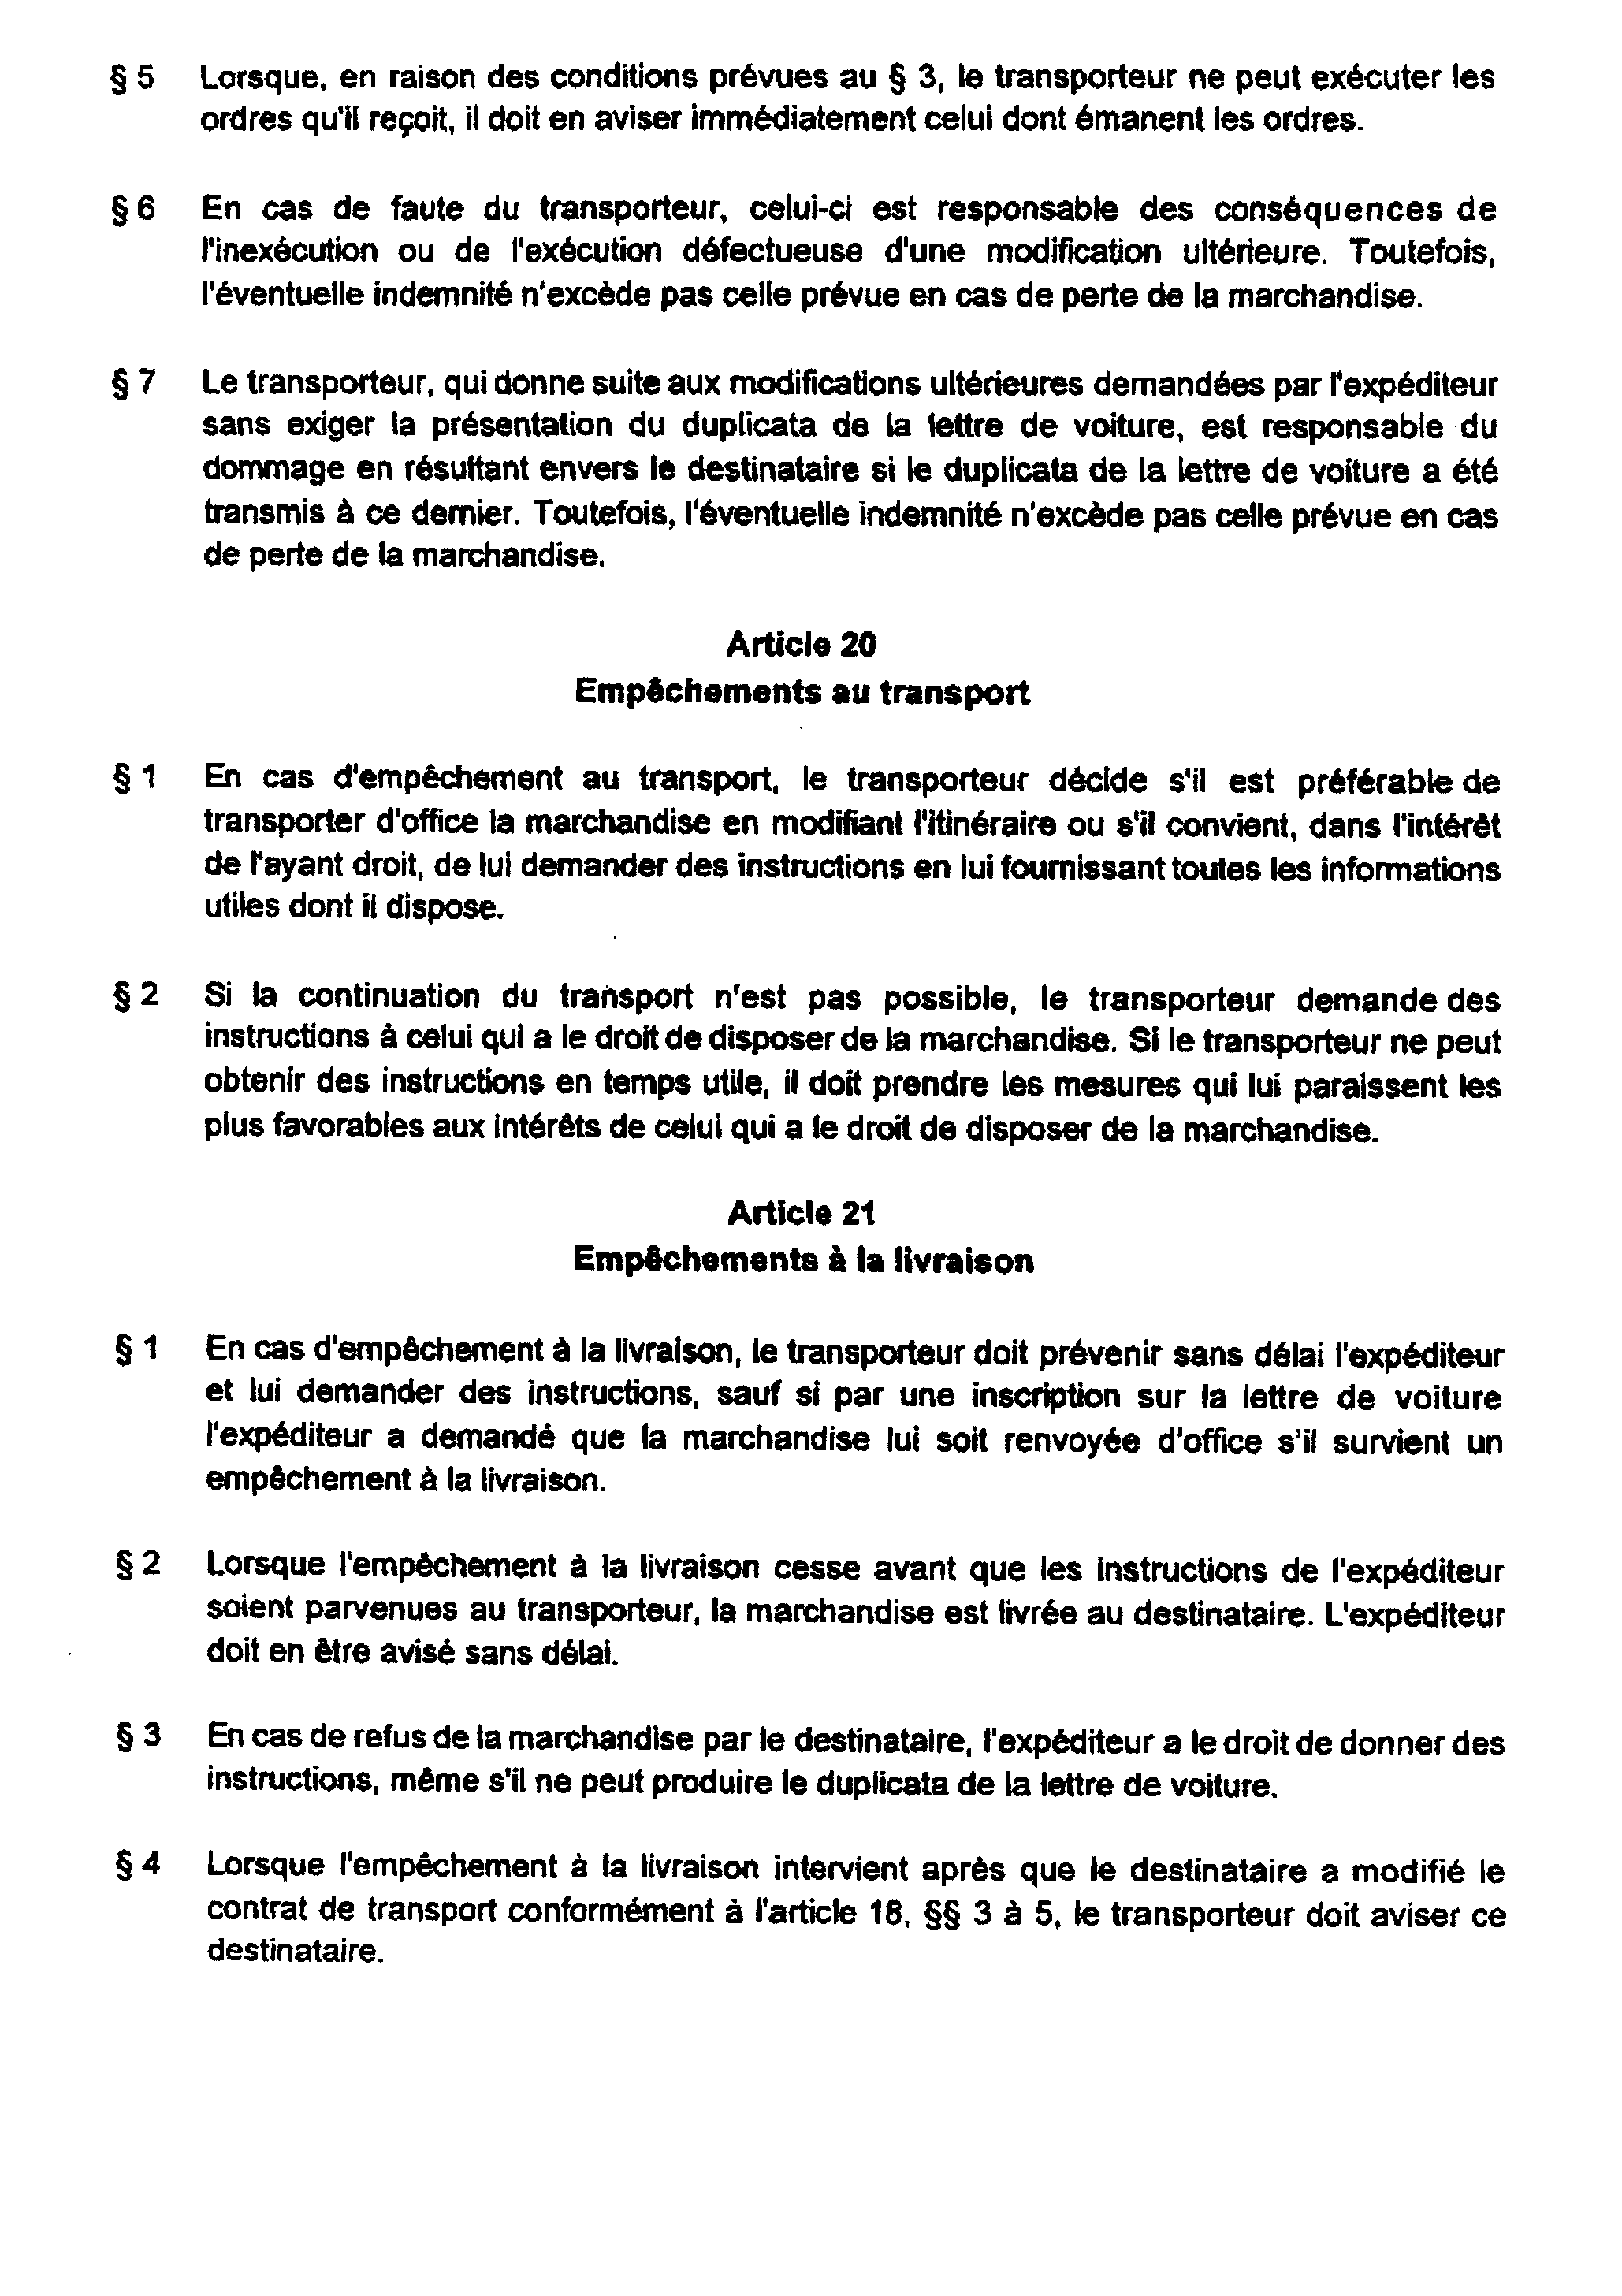 § 5 Lorsque, en raison des conditions prévues au § 3, le transporteur ne peut exécuter les
ordres qu'il reçoit, il doit en aviser immédiatement celui dont émanent les ordres.
§ 6 En cas de faute du transporteur, celui-ci est responsable des conséquences de
l'inexécution ou de l'exécution défectueuse d'une modification ultérieure. Toutefois,
l'éventuelle indemnité n'excède pas celle prévue en cas de perte de la marchandise.
§ 7 Le transporteur, qui donne suite aux modifications ultérieures demandées par l'expéditeur
sans exiger la présentation du duplicata de la lettre de voiture, est responsable du
dommage en résultant envers le destinataire si le duplicata de la lettre de voiture a été
transmis à ce dernier. Toutefois, l'éventuelle indemnité n'excède pas celle prévue en cas
de perte de la marchandise.
Article 20
Empêchements au transport
§ 1 En cas d'empêchement au transport, le transporteur décide s'il est préférable de
transporter d'office la marchandise en modifiant l'itinéraire ou s'il convient, dans l'intérêt
de l'ayant droit, de lui demander des instructions en lui fournissant toutes les informations
utiles dont il dispose.
§ 2 Si la continuation du transport n'est pas possible, le transporteur demande des
instructions à celui qui a le droit de disposer de la marchandise. Si le transporteur ne peut
obtenir des instructions en temps utile, il doit prendre les mesures qui lui paraissent les
plus favorables aux intérêts de celui qui a le droit de disposer de la marchandise.
Article 21
Empêchements à la livraison
§ 1 En cas d'empêchement à la livraison, le transporteur doit prévenir sans délai l'expéditeur
et lui demander des instructions, sauf si par une inscription sur la lettre de voiture
l'expéditeur a demandé que la marchandise lui soit renvoyée d'office s'il survient un
empêchement à la livraison.
§ 2 Lorsque l'empêchement à la livraison cesse avant que les instructions de l'expéditeur
soient parvenues au transporteur, la marchandise est livrée au destinataire. L'expéditeur
doit en être avisé sans délai.
§ 3 En cas de refus de la marchandise par le destinataire, l'expéditeur a le droit de donner des
instructions, même s'il ne peut produire le duplicata de la lettre de voiture.
§ 4 Lorsque l'empêchement à la livraison intervient après que le destinataire a modifié le
contrat de transport conformément à l'article 18, §§ 3 à 5, le transporteur doit aviser ce
destinataire.